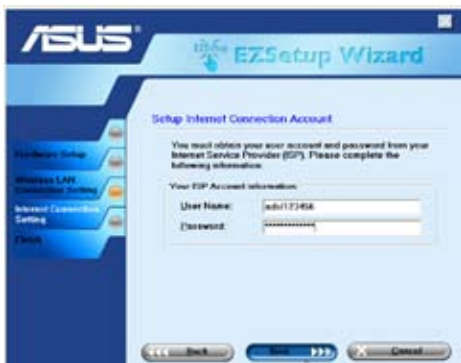 ASUS
EZSetup Wizard
Setup Internet Connection Account
You must obtain your user account and password from your
Internet Service Provider (ISP). Please complete the
following information.
Your ISP Account information:
User Name: adsl123456
Password: *************
Hardware Setup
Wireless LAN
Connection Setting
Internet Connection
Setting
Finish
Back
Next
Cancel